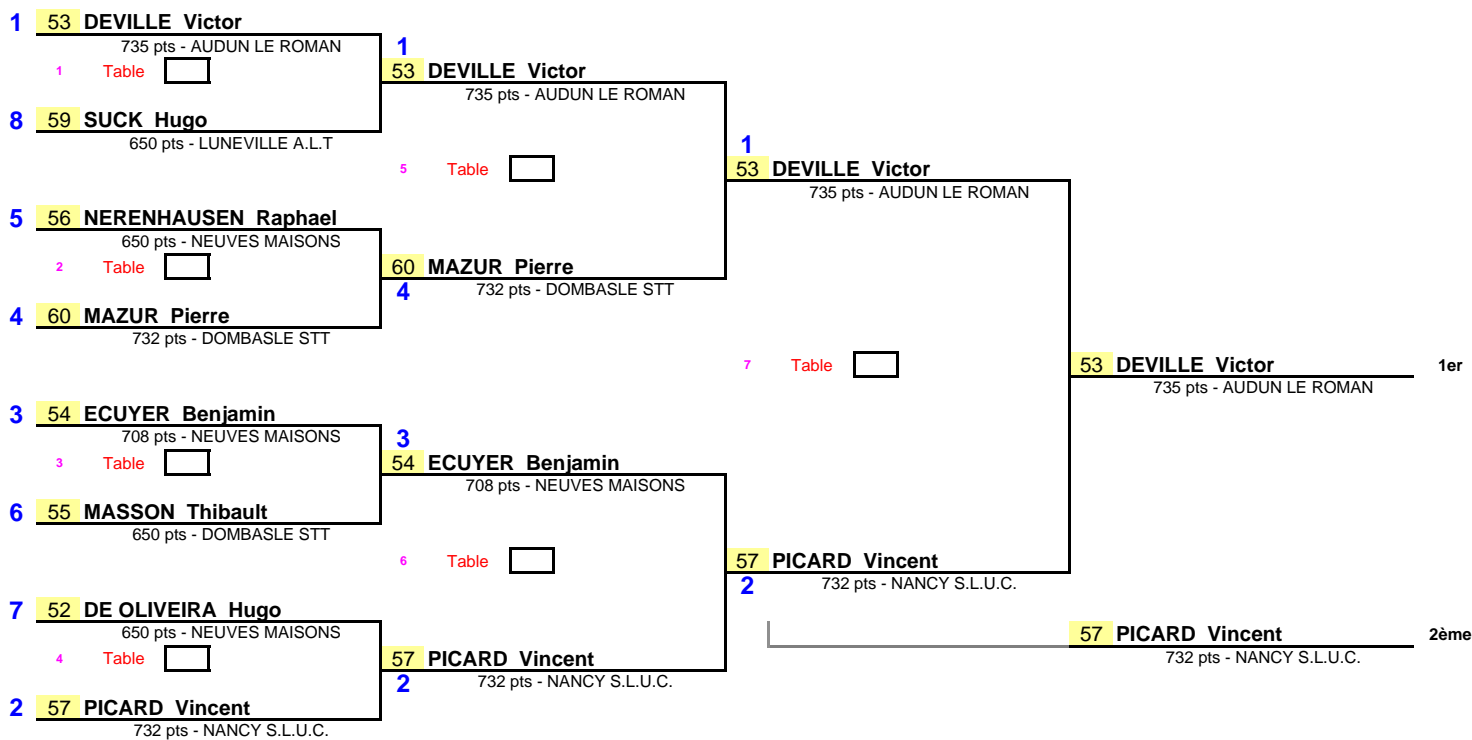 1 53 DEVILLE Victor
735 pts - AUDUN LE ROMAN
1
1 Table
53 DEVILLE Victor
735 pts - AUDUN LE ROMAN
8 59 SUCK Hugo
650 pts - LUNEVILLE A.L.T
1
5 Table
53 DEVILLE Victor
735 pts - AUDUN LE ROMAN
5 56 NERENHAUSEN Raphael
650 pts - NEUVES MAISONS
2 Table
60 MAZUR Pierre
732 pts - DOMBASLE STT
4
4 60 MAZUR Pierre
732 pts - DOMBASLE STT
7 Table
53 DEVILLE Victor 1er
735 pts - AUDUN LE ROMAN
3 54 ECUYER Benjamin
708 pts - NEUVES MAISONS
3
3 Table
54 ECUYER Benjamin
708 pts - NEUVES MAISONS
6 55 MASSON Thibault
650 pts - DOMBASLE STT
6 Table
57 PICARD Vincent
732 pts - NANCY S.L.U.C.
2
7 52 DE OLIVEIRA Hugo
650 pts - NEUVES MAISONS
57 PICARD Vincent 2ème
732 pts - NANCY S.L.U.C.
4 Table
57 PICARD Vincent
732 pts - NANCY S.L.U.C.
2
2 57 PICARD Vincent
732 pts - NANCY S.L.U.C.